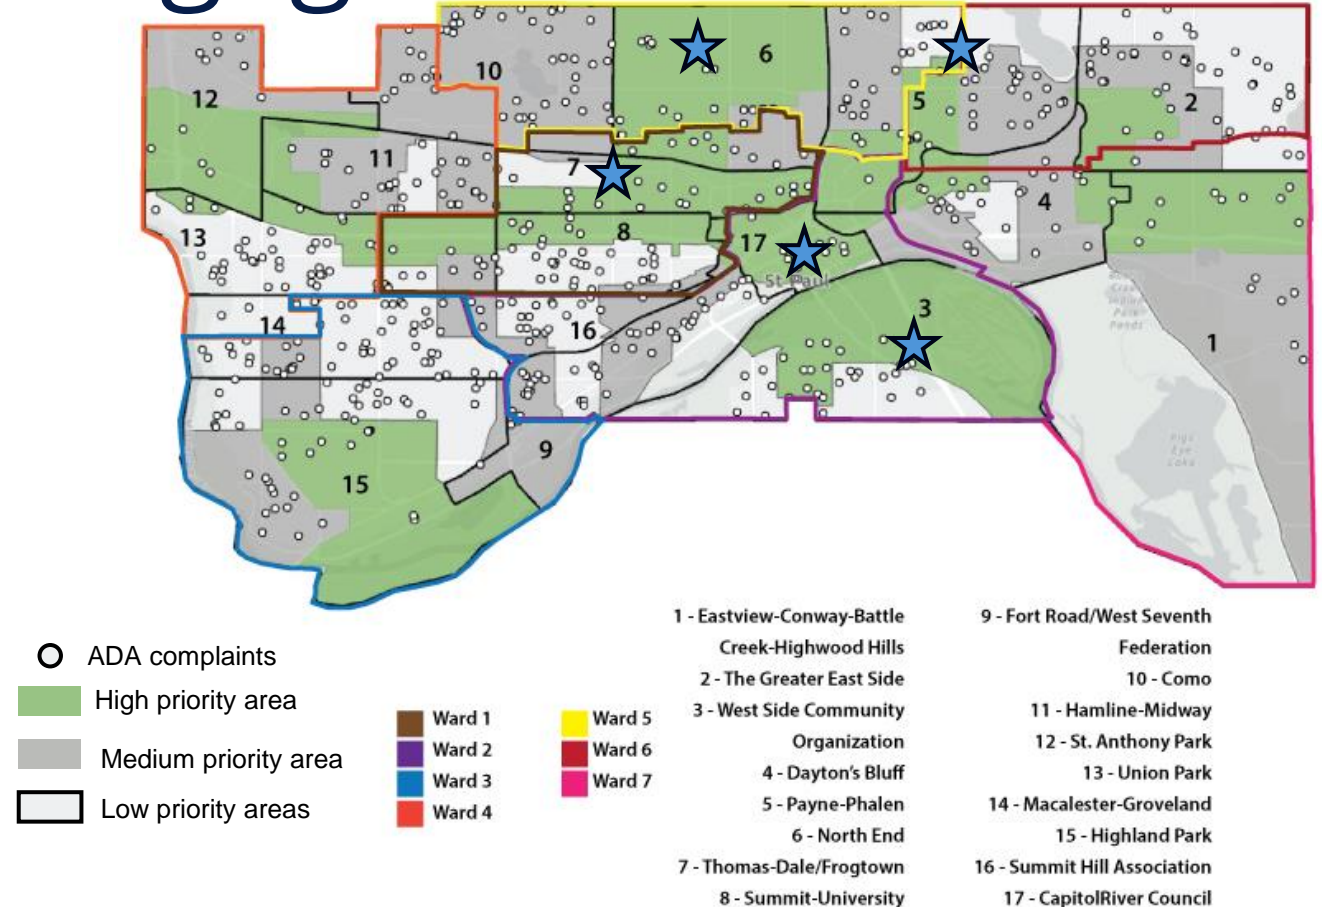 6
10
12
5
2
11
7
4
8
13
17
St Paul
3
14
16
1
Pigs
Eye
Lake
9
15
1 - Eastview-Conway-Battle
Creek-Highwood Hills
2 - The Greater East Side
3 - West Side Community
Organization
4 - Dayton's Bluff
5 - Payne-Phalen
6 - North End
7 - Thomas-Dale/Frogtown
8 - Summit-University
9 - Fort Road/West Seventh
Federation
10 - Como
11 - Hamline-Midway
12 - St. Anthony Park
13 - Union Park
14 - Macalester-Groveland
15 - Highland Park
16 - Summit Hill Association
17 - CapitolRiver Council
ADA complaints
High priority area
Medium priority area
Low priority areas
Ward 1
Ward 2
Ward 3
Ward 4
Ward 5
Ward 6
Ward 7